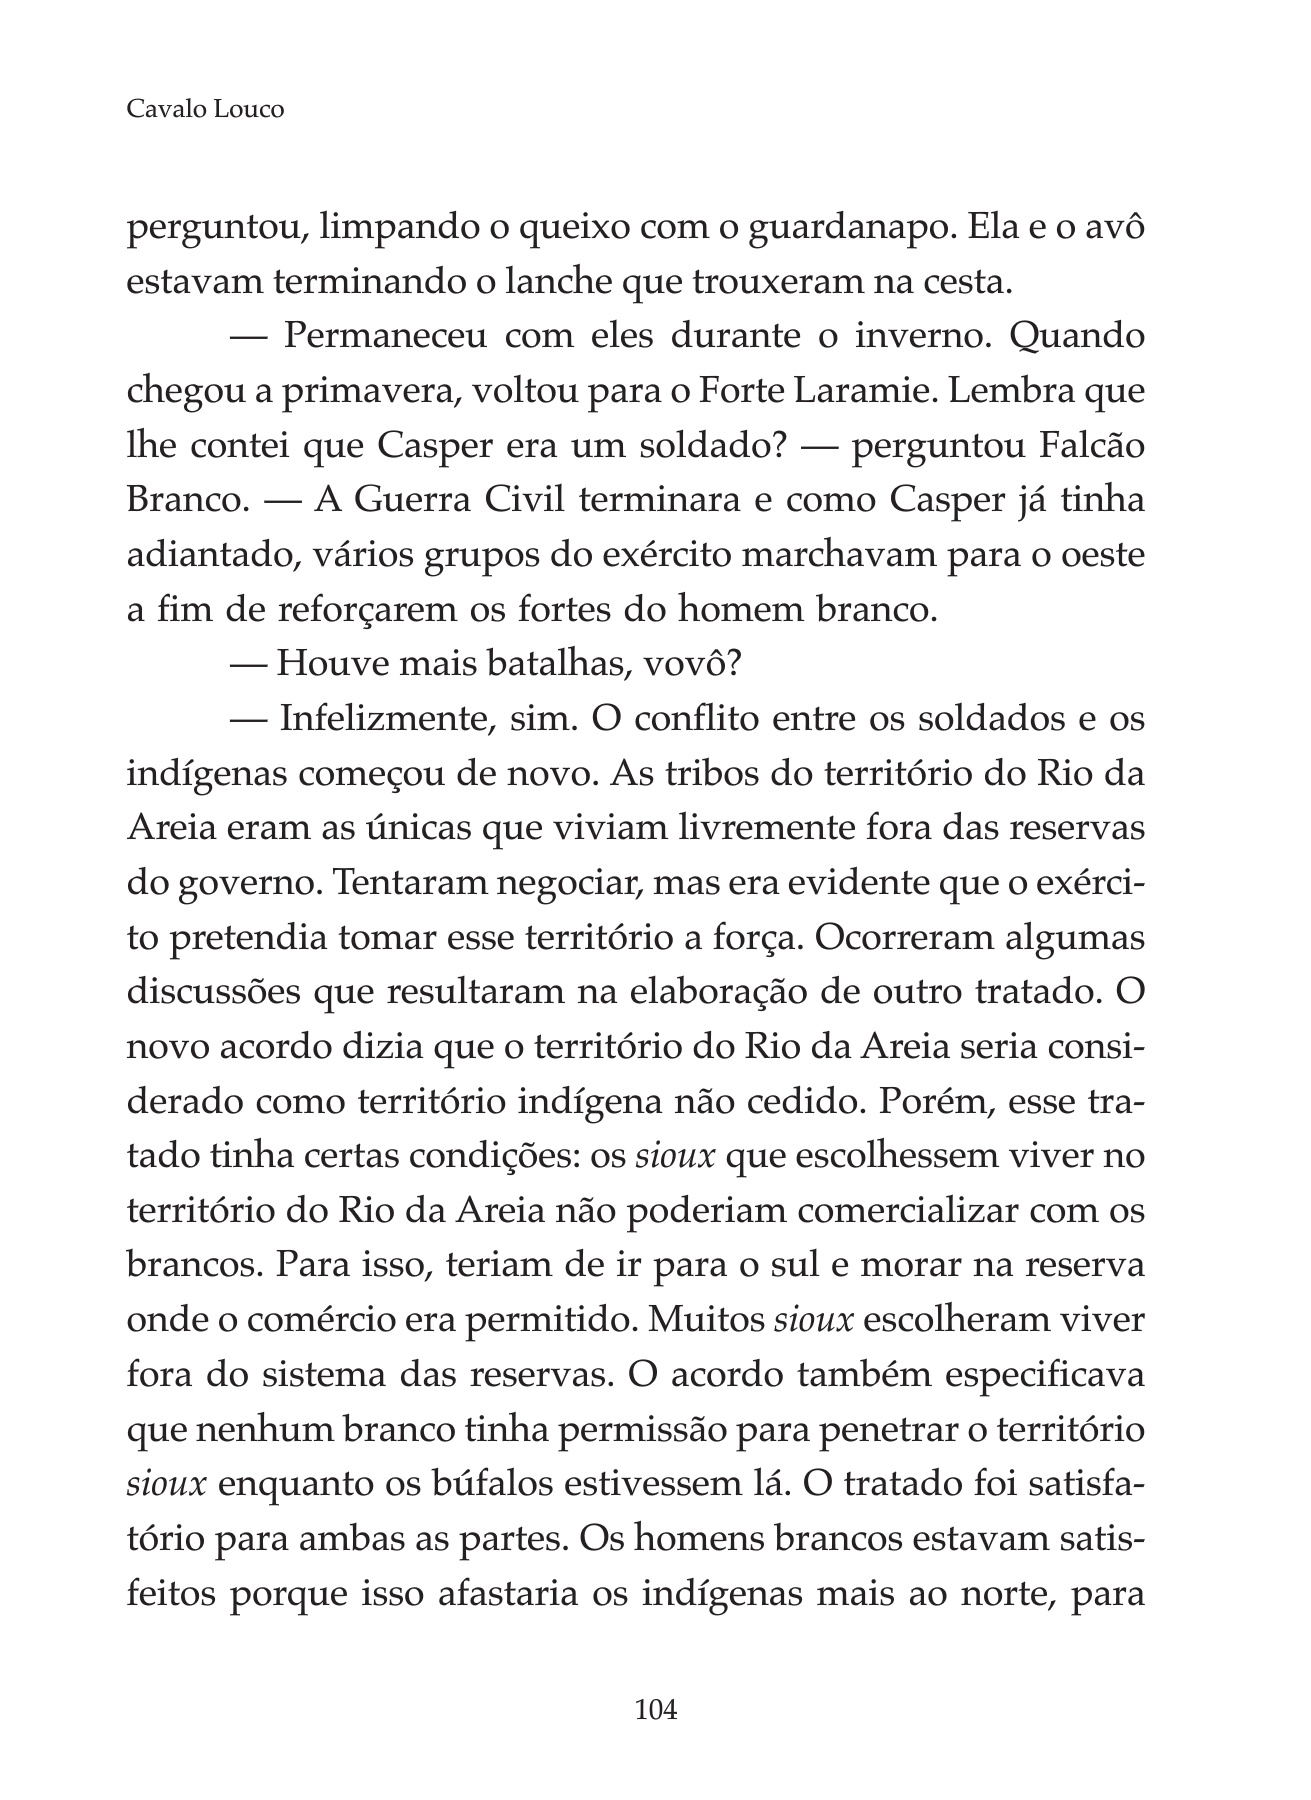 Cavalo Louco
perguntou, limpando o queixo com o guardanapo. Ela e o avô
estavam terminando o lanche que trouxeram na cesta.
— Permaneceu com eles durante o inverno. Quando
chegou a primavera, voltou para o Forte Laramie. Lembra que
lhe contei que Casper era um soldado? — perguntou Falcão
Branco. — A Guerra Civil terminara e como Casper já tinha
adiantado, vários grupos do exército marchavam para o oeste
a fim de reforçarem os fortes do homem branco.
— Houve mais batalhas, vovô?
— Infelizmente, sim. O conflito entre os soldados e os
indígenas começou de novo. As tribos do território do Rio da
Areia eram as únicas que viviam livremente fora das reservas
do governo. Tentaram negociar, mas era evidente que o exérci-
to pretendia tomar esse território a força. Ocorreram algumas
discussões que resultaram na elaboração de outro tratado. O
novo acordo dizia que o território do Rio da Areia seria consi-
derado como território indígena não cedido. Porém, esse tra-
tado tinha certas condições: os sioux que escolhessem viver no
território do Rio da Areia não poderiam comercializar com os
brancos. Para isso, teriam de ir para o sul e morar na reserva
onde o comércio era permitido. Muitos sioux escolheram viver
fora do sistema das reservas. O acordo também especificava
que nenhum branco tinha permissão para penetrar o território
sioux enquanto os búfalos estivessem lá. O tratado foi satisfa-
tório para ambas as partes. Os homens brancos estavam satis-
feitos porque isso afastaria os indígenas mais ao norte, para
104